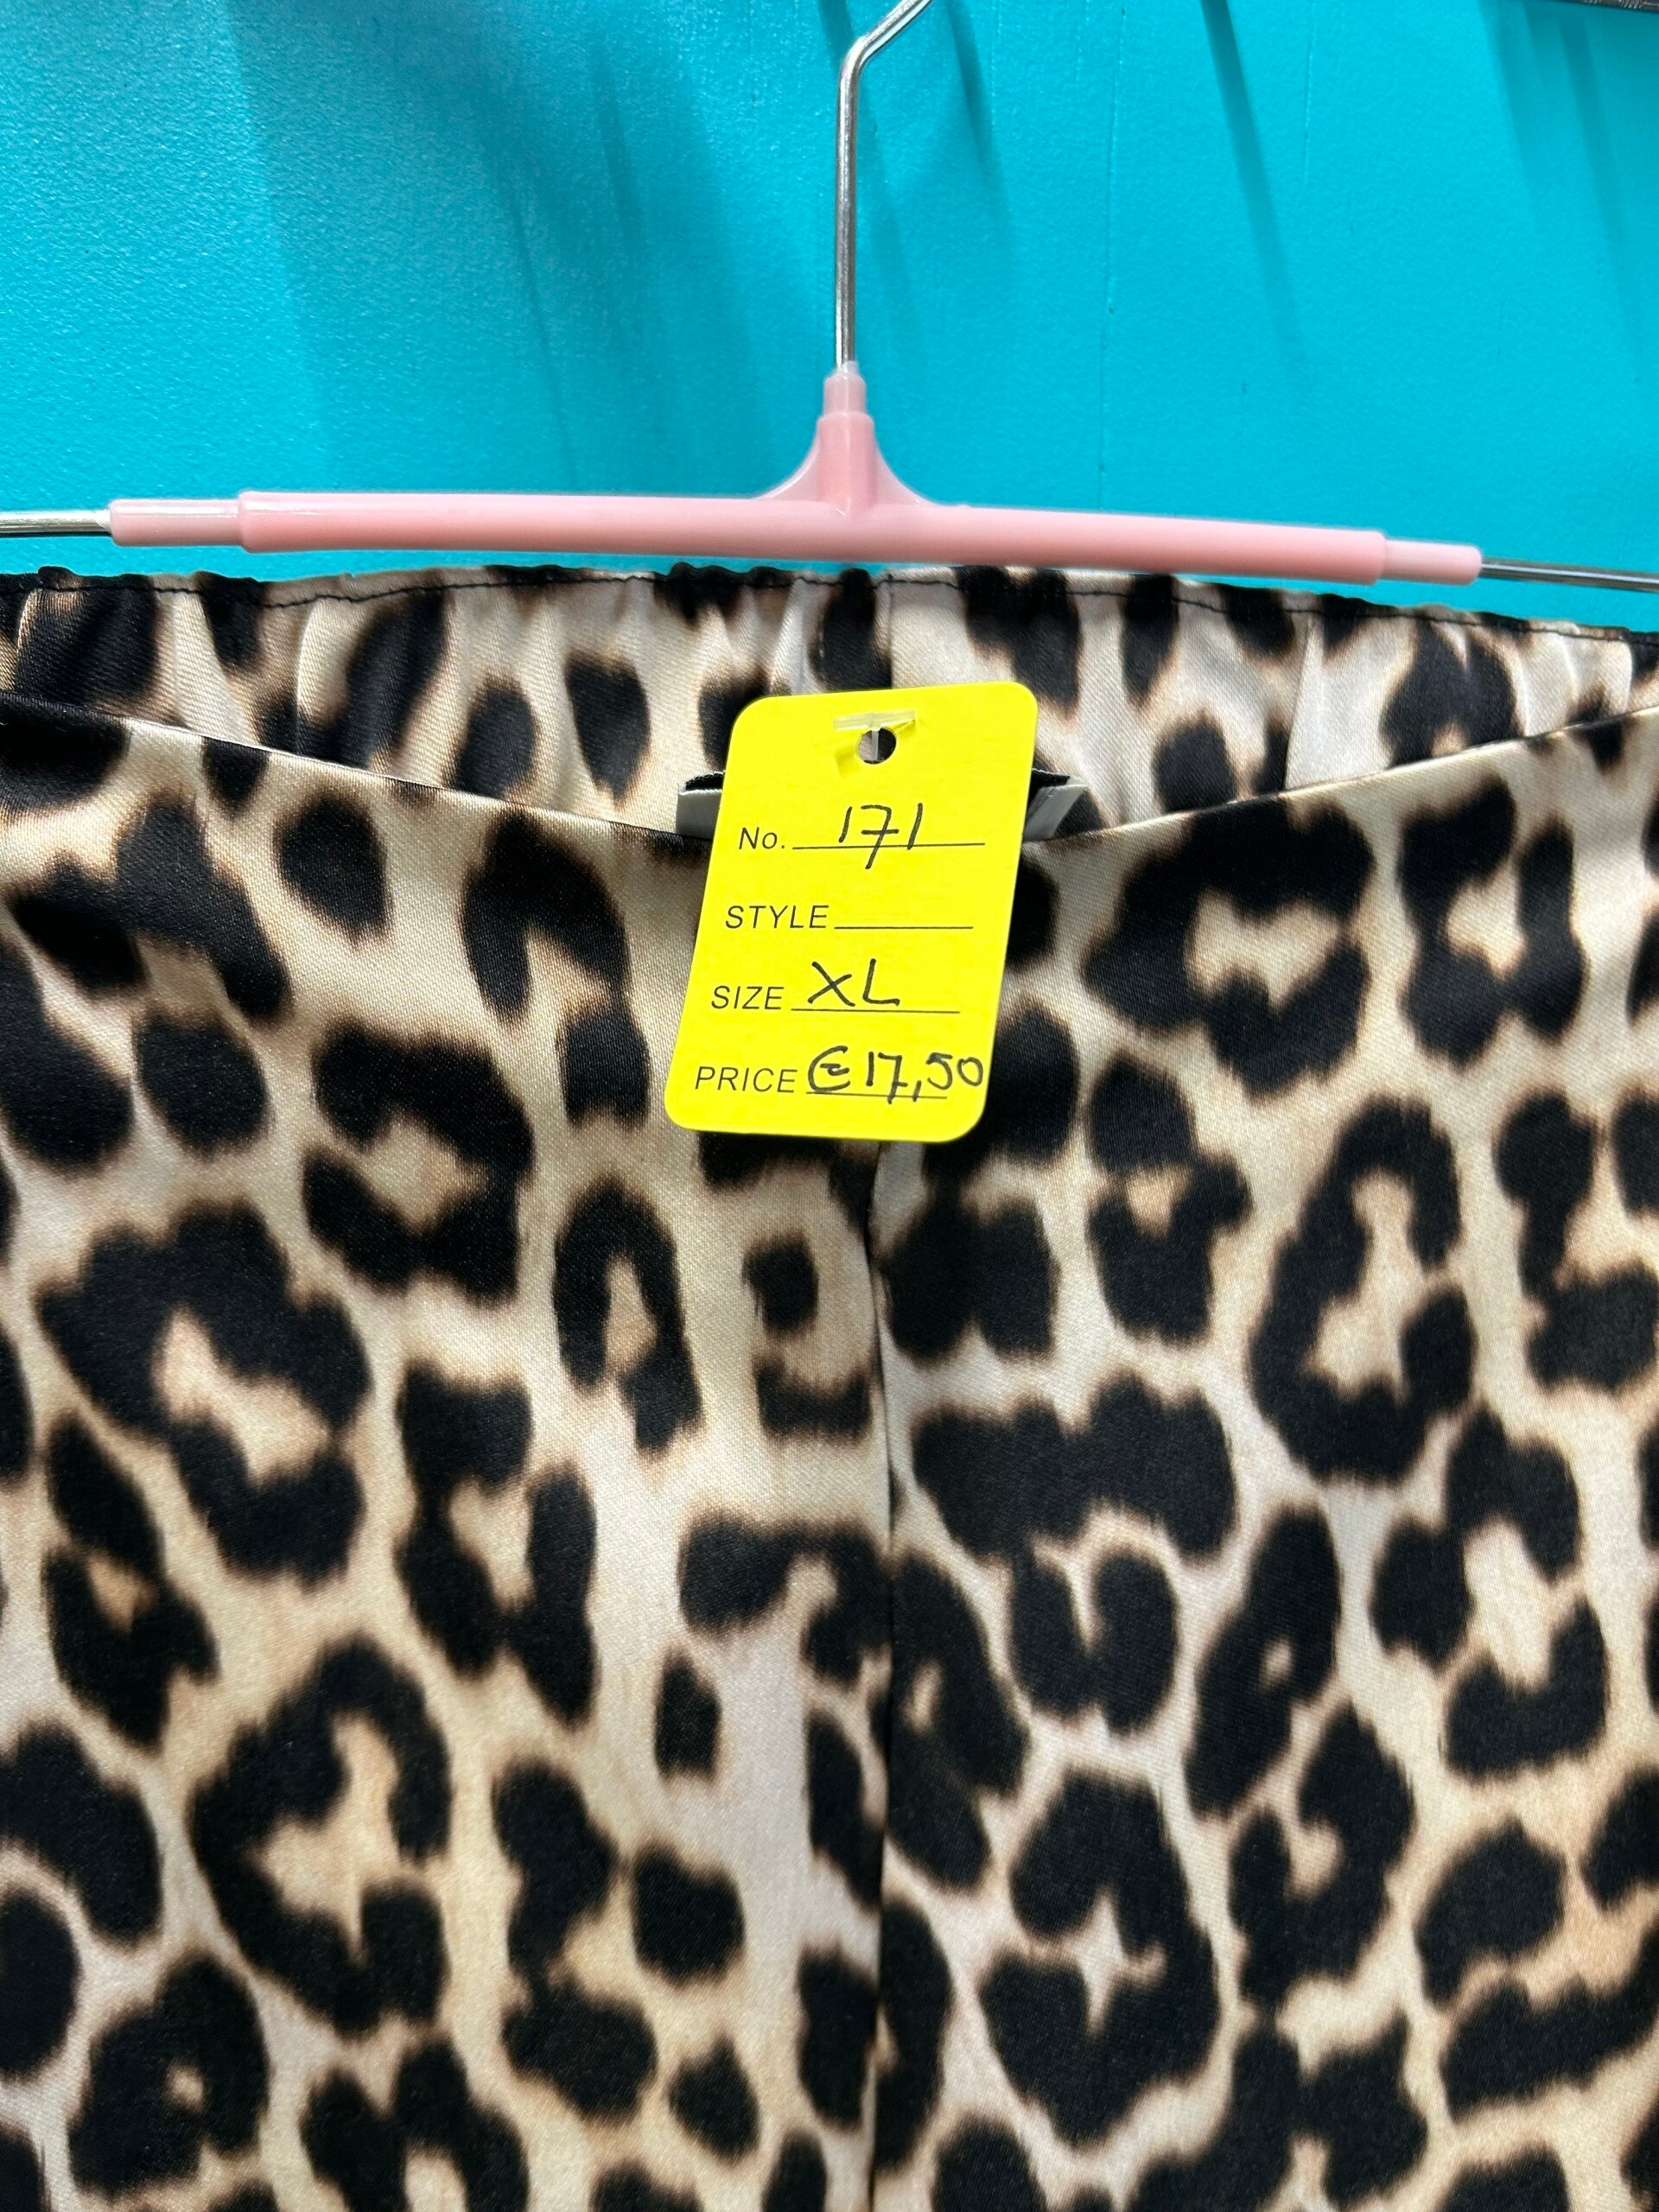 No. 171
STYLE
SIZE XL
PRICE €17,50